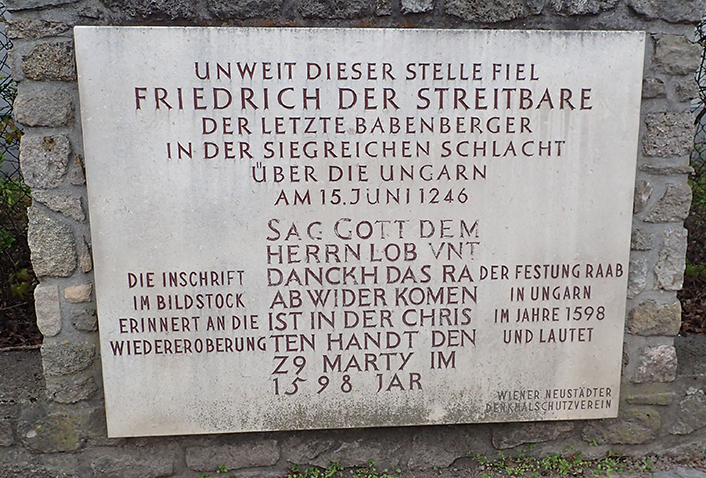 UNWEIT DIESER STELLE FIEL
FRIEDRICH DER STREITBARE
DER LETZTE BABENBERGER
IN DER SIEGREICHEN SCHLACHT
ÜBER DIE UNGARN
AM 15. JUNI 1246
DIE INSCHRIFT
IM BILDSTOCK
ERINNERT AN DIE
WIEDEREROBERUNG
DER FESTUNG RAAB
IN UNGARN
IM JAHRE 1598
UND LAUTET
SAG GOTT DEM
HERRN LOB VNT
DANCKH DAS RA
AB WIDER KOMEN
IST IN DER CHRIS
TEN HANDT DEN
Z9 MARTY IM
1598 JAR
WIENER NEUSTÄDTER
DENKMALSCHUTZVEREIN